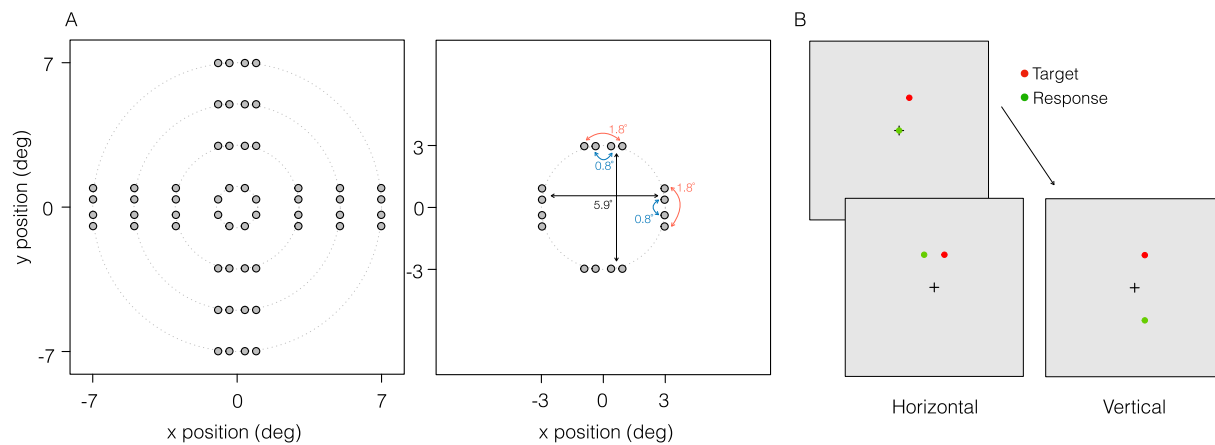 A
B
7
0
-7
y position (deg)
-7
0
7
x position (deg)
3
0
-3
1.8°
0.8°
1.8°
0.8°
5.9°
-3
0
3
x position (deg)
Target
Response
Horizontal
Vertical